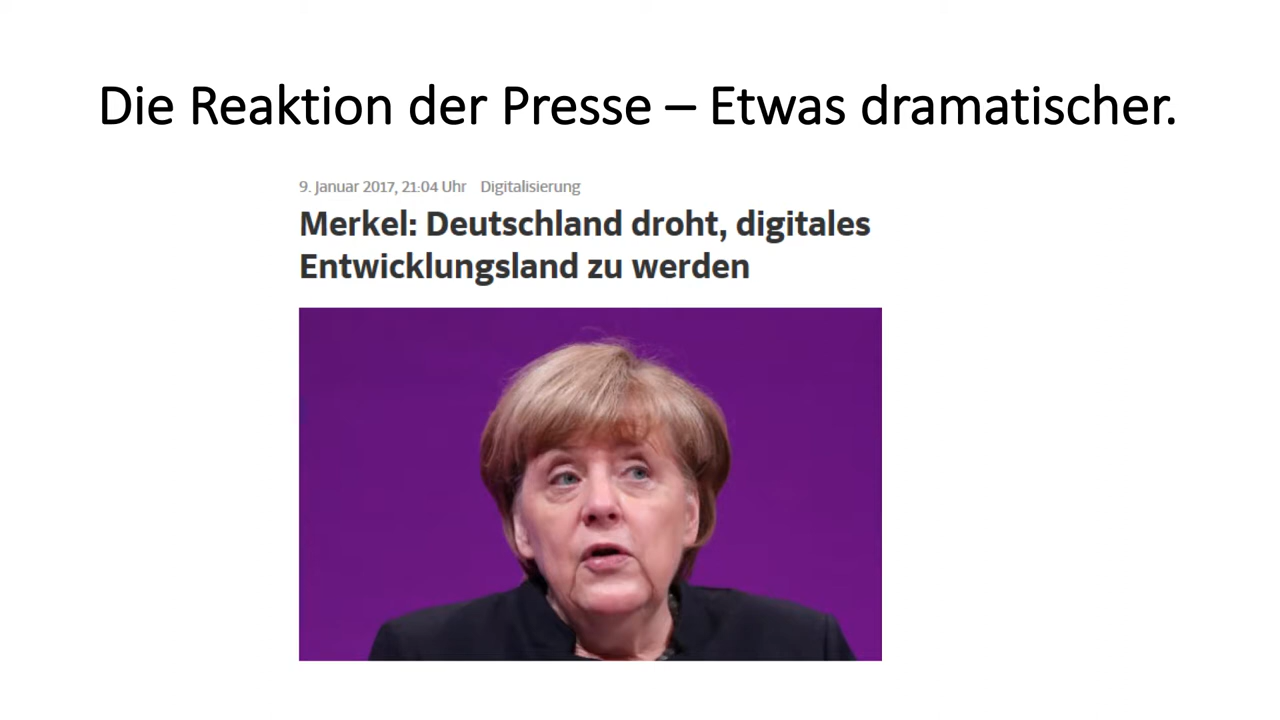 Die Reaktion der Presse – Etwas dramatischer.
9. Januar 2017, 21:04 Uhr Digitalisierung
Merkel: Deutschland droht, digitales
Entwicklungsland zu werden